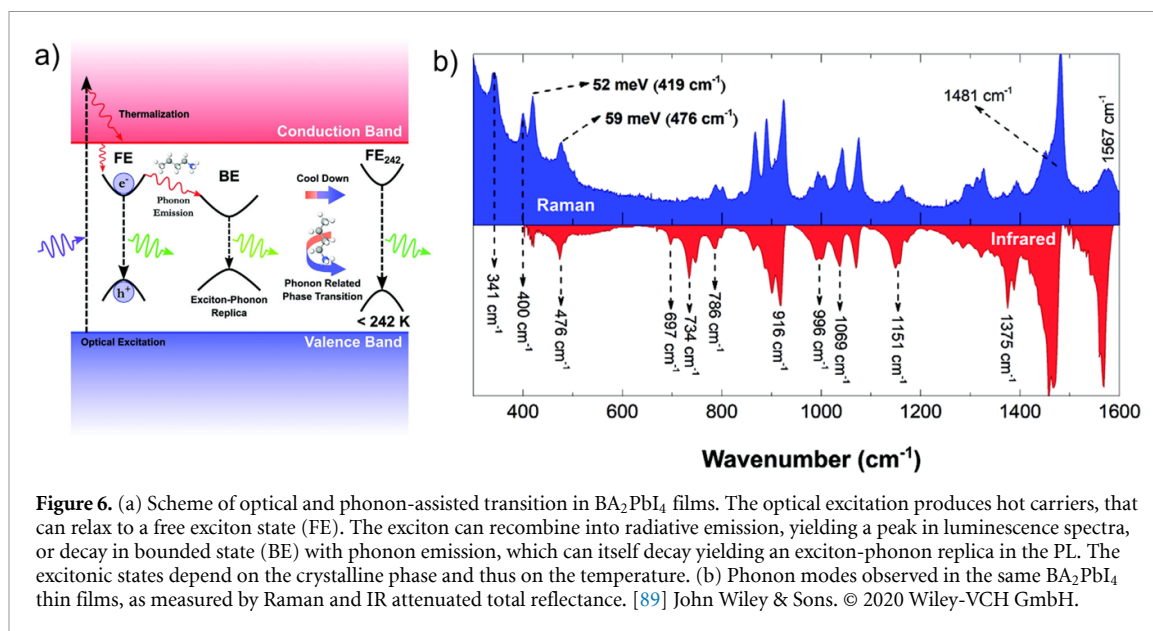 a)
Thermalization
Conduction Band
FE
BE
FE242
e-
Phonon
Emission
Cool Down
h+
Exciton-Phonon
Replica
Phonon Related
Phase Transition
< 242 K
Optical Excitation
Valence Band
b)
52 meV (419 cm-1)
59 meV (476 cm-1)
1481 cm-1
1567 cm-1
Raman
Infrared
341 cm-1
400 cm-1
476 cm-1
697 cm-1
734 cm-1
786 cm-1
916 cm-1
996 cm-1
1069 cm-1
1151 cm-1
1375 cm-1
400 600 800 1000 1200 1400 1600
Wavenumber (cm-1)
Figure 6. (a) Scheme of optical and phonon-assisted transition in BA2PbI4 films. The optical excitation produces hot carriers, that
can relax to a free exciton state (FE). The exciton can recombine into radiative emission, yielding a peak in luminescence spectra,
or decay in bounded state (BE) with phonon emission, which can itself decay yielding an exciton-phonon replica in the PL. The
excitonic states depend on the crystalline phase and thus on the temperature. (b) Phonon modes observed in the same BA2PbI4
thin films, as measured by Raman and IR attenuated total reflectance. [89] John Wiley & Sons. © 2020 Wiley-VCH GmbH.